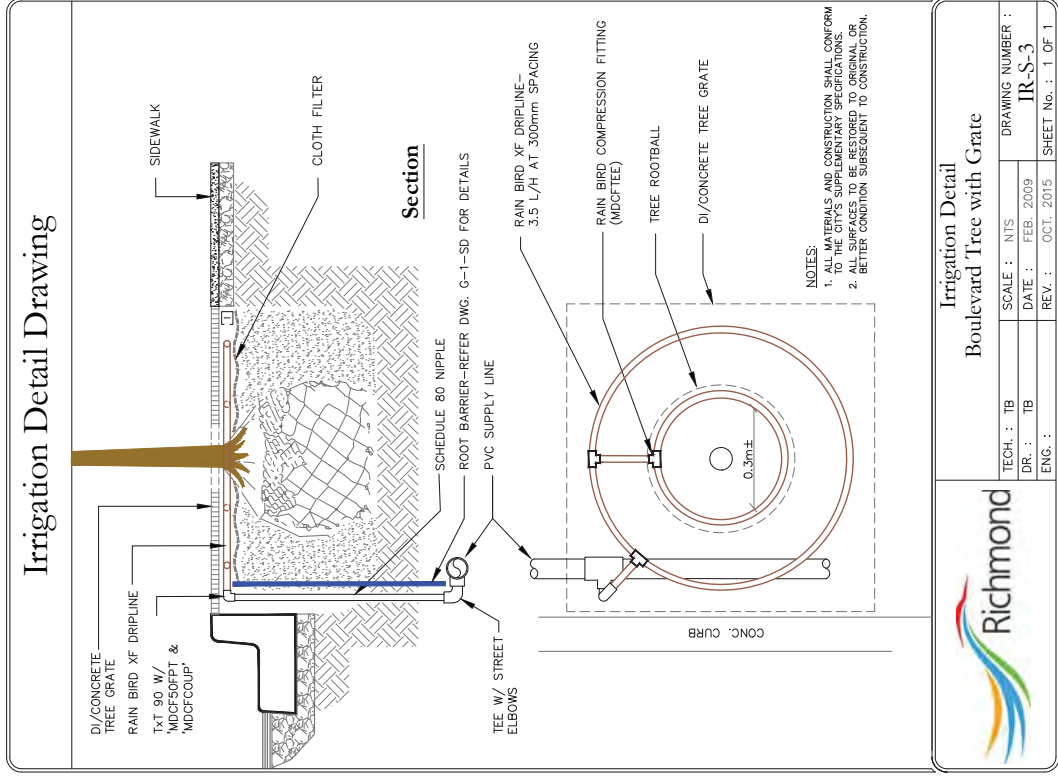 Irrigation Detail Drawing
DI/CONCRETE
TREE GRATE
RAIN BIRD XF DRIPLINE
TxT 90 W/
'MDCF50FPT &
'MDCFCOUP'
SIDEWALK
CLOTH FILTER
Section
SCHEDULE 80 NIPPLE
ROOT BARRIER-REFER DWG. G-1-SD FOR DETAILS
PVC SUPPLY LINE
TEE W/ STREET
ELBOWS
RAIN BIRD XF DRIPLINE-
3.5 L/H AT 300mm SPACING
RAIN BIRD COMPRESSION FITTING
(MDCFTEE)
TREE ROOTBALL
DI/CONCRETE TREE GRATE
0.3m±
CONC. CURB
NOTES:
1. ALL MATERIALS AND CONSTRUCTION SHALL CONFORM
TO THE CITY'S SUPPLEMENTARY SPECIFICATIONS.
2. ALL SURFACES TO BE RESTORED TO ORIGINAL OR
BETTER CONDITION SUBSEQUENT TO CONSTRUCTION.
Richmond
Irrigation Detail
Boulevard Tree with Grate
TECH. : TB
SCALE : NTS
DRAWING NUMBER :
DR. : TB
DATE : FEB. 2009
IR-S-3
ENG. :
REV. : OCT. 2015
SHEET No. : 1 OF 1